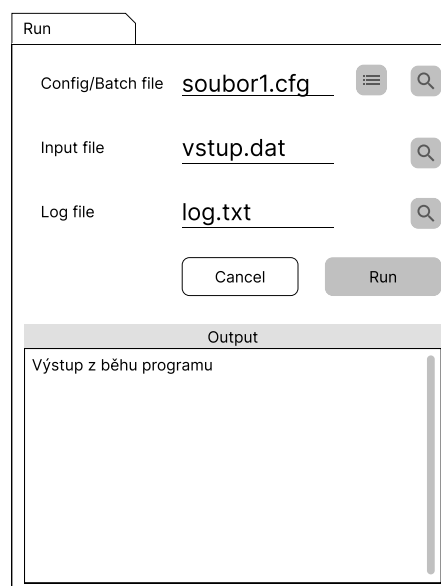 Run
Config/Batch file soubor1.cfg
Input file vstup.dat
Log file log.txt
Cancel Run
Output
Výstup z běhu programu